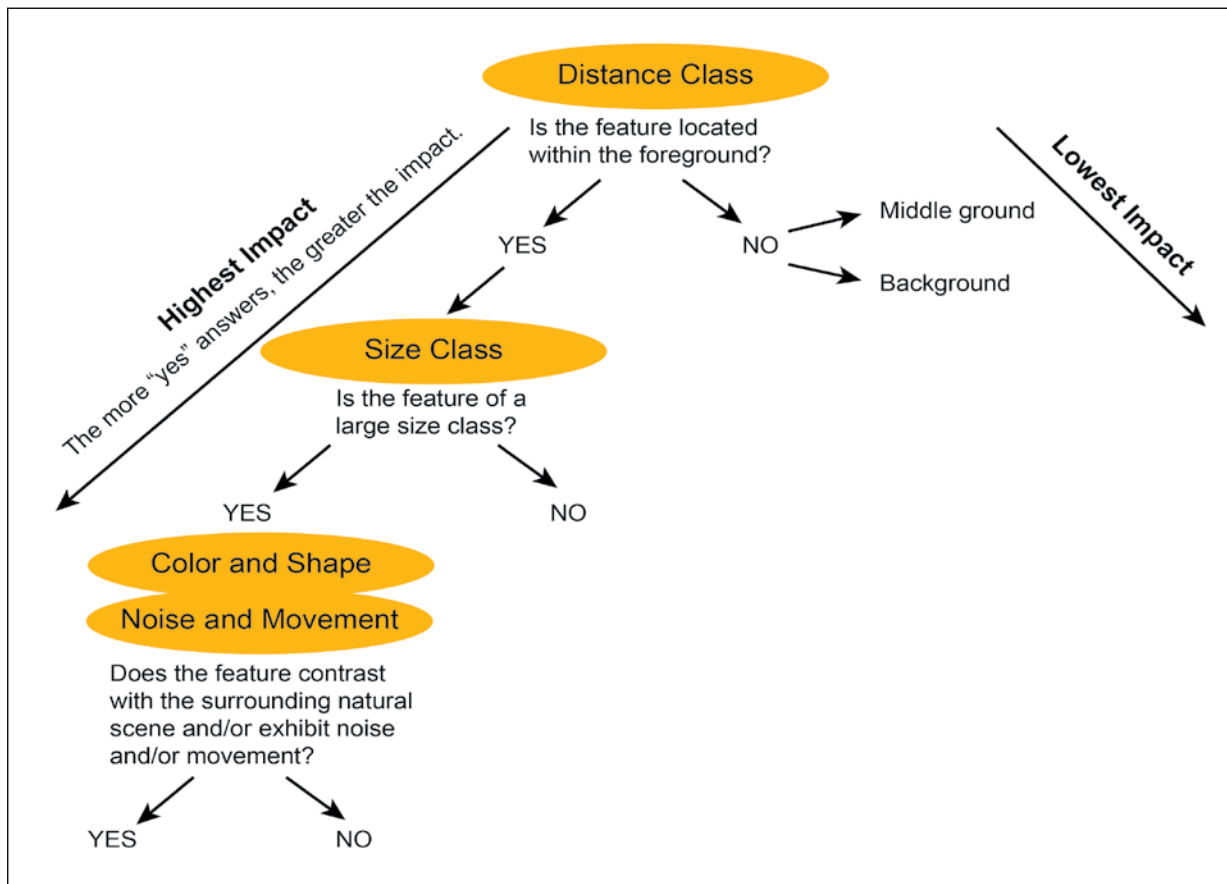 Distance Class
Is the feature located
within the foreground?
Highest Impact
The more “yes” answers, the greater the impact.
Lowest Impact
YES
NO
Middle ground
Background
Size Class
Is the feature of a
large size class?
YES
NO
Color and Shape
Noise and Movement
Does the feature contrast
with the surrounding natural
scene and/or exhibit noise
and/or movement?
YES
NO